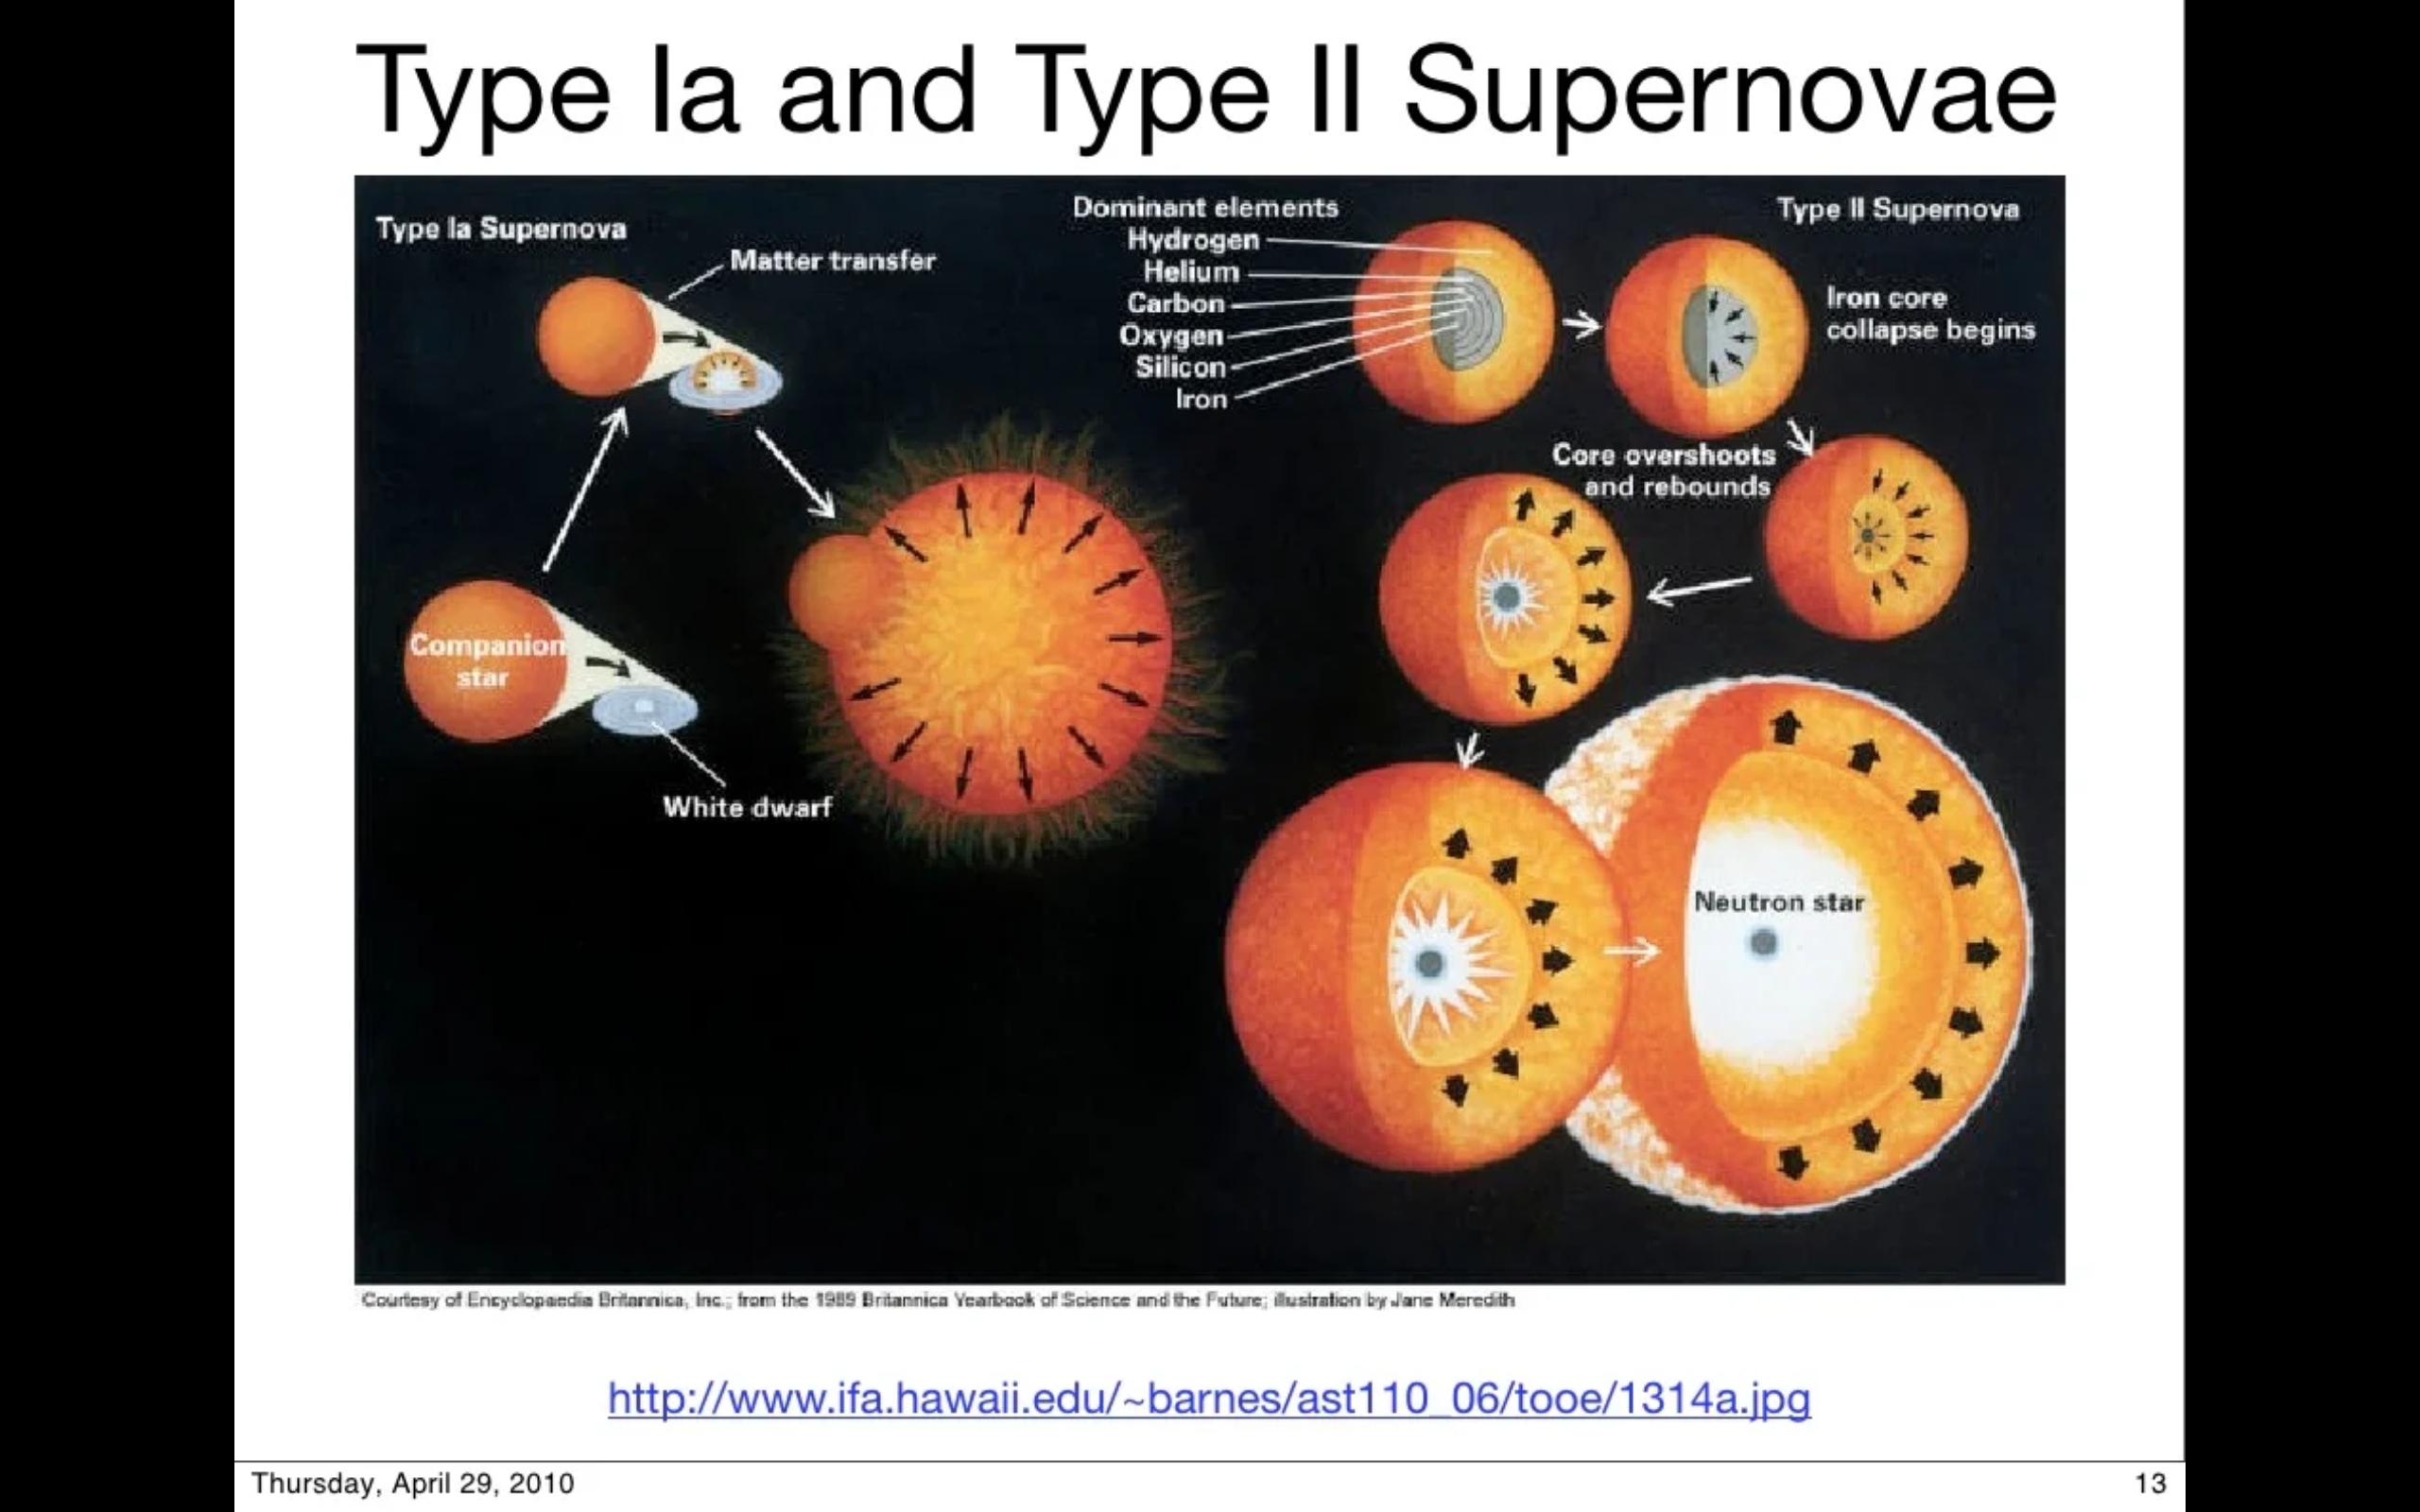 Type Ia and Type II Supernovae
Type Ia Supernova
Matter transfer
Companion
star
White dwarf
Dominant elements
Hydrogen
Helium
Carbon
Oxygen
Silicon
Iron
Type II Supernova
Iron core
collapse begins
Core overshoots
and rebounds
Neutron star
Courtesy of Encyclopaedia Britannica, Inc.; from the 1989 Britannica Yearbook of Science and the Future; illustration by Jane Meredith
http://www.ifa.hawaii.edu/~barnes/ast110_06/tooe/1314a.jpg
Thursday, April 29, 2010
13